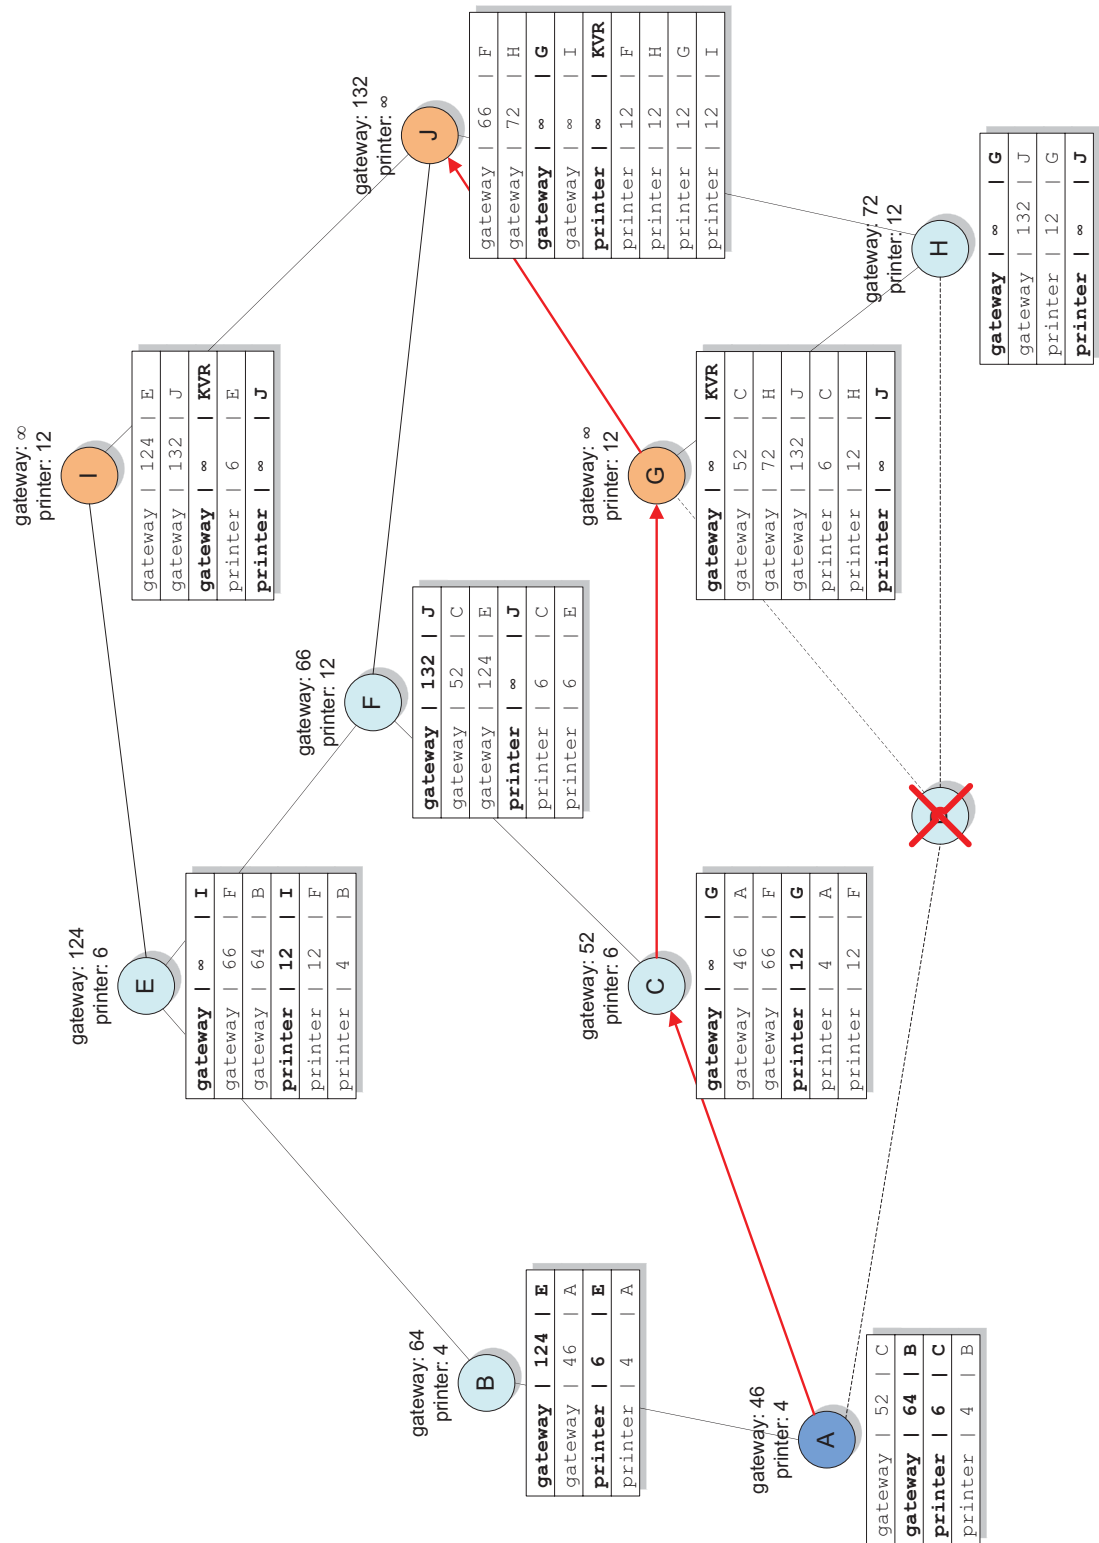 gateway: ∞
printer: 12
I
gateway | 124 | E
gateway | 132 | J
gateway | ∞ | KVR
printer | 6 | E
printer | ∞ | J
gateway: 124
printer: 6
E
gateway | ∞ | I
gateway | 66 | F
gateway | 64 | B
printer | 12 | I
printer | 12 | F
printer | 4 | B
gateway: 66
printer: 12
F
gateway | 132 | J
gateway | 52 | C
gateway | 124 | E
printer | ∞ | J
printer | 6 | C
printer | 6 | E
gateway: 132
printer: ∞
J
gateway | 66 | F
gateway | 72 | H
gateway | ∞ | G
gateway | ∞ | I
printer | ∞ | KVR
printer | 12 | F
printer | 12 | H
printer | 12 | G
printer | 12 | I
gateway: 64
printer: 4
B
gateway | 124 | E
gateway | 46 | A
printer | 6 | E
printer | 4 | A
gateway: 52
printer: 6
C
gateway | ∞ | G
gateway | 46 | A
gateway | 66 | F
printer | 12 | G
printer | 4 | A
printer | 12 | F
gateway: ∞
printer: 12
G
gateway | ∞ | KVR
gateway | 52 | C
gateway | 72 | H
gateway | 132 | J
printer | 6 | C
printer | 12 | H
printer | ∞ | J
gateway: 46
printer: 4
A
gateway | 52 | C
gateway | 64 | B
printer | 6 | C
printer | 4 | B
gateway: 72
printer: 12
H
gateway | ∞ | G
gateway | 132 | J
printer | 12 | G
printer | ∞ | J